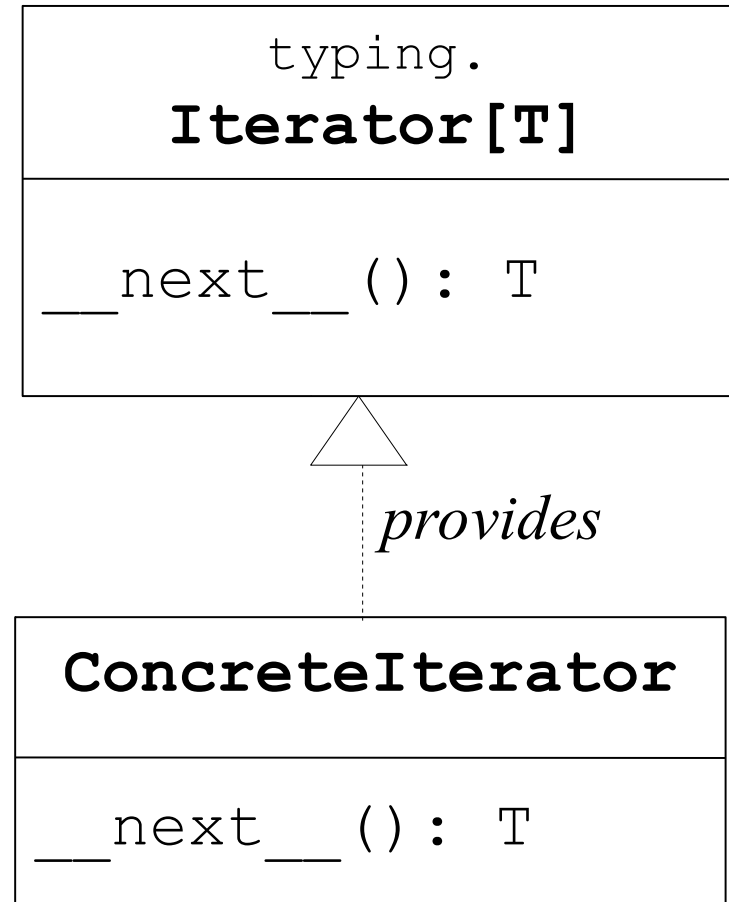 typing.
Iterator[T]
__next__(): T
provides
ConcreteIterator
__next__(): T